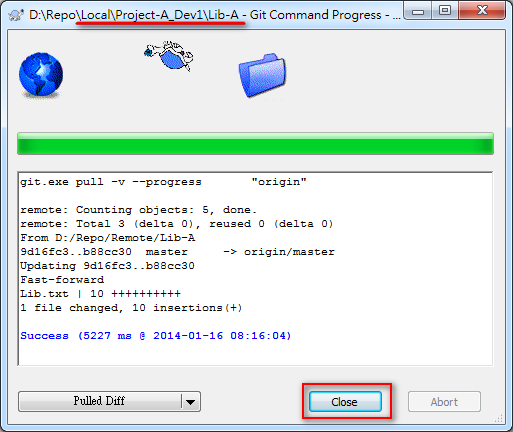 D:\Repo\Local\Project-A_Dev1\Lib-A - Git Command Progress - ...
git.exe pull -v --progress "origin"
remote: Counting objects: 5, done.
remote: Total 3 (delta 0), reused 0 (delta 0)
From D:/Repo/Remote/Lib-A
9d16fc3..b88cc30 master -> origin/master
Updating 9d16fc3..b88cc30
Fast-forward
Lib.txt | 10 ++++++++++
1 file changed, 10 insertions(+)
Success (5227 ms @ 2014-01-16 08:16:04)
Pulled Diff Close Abort